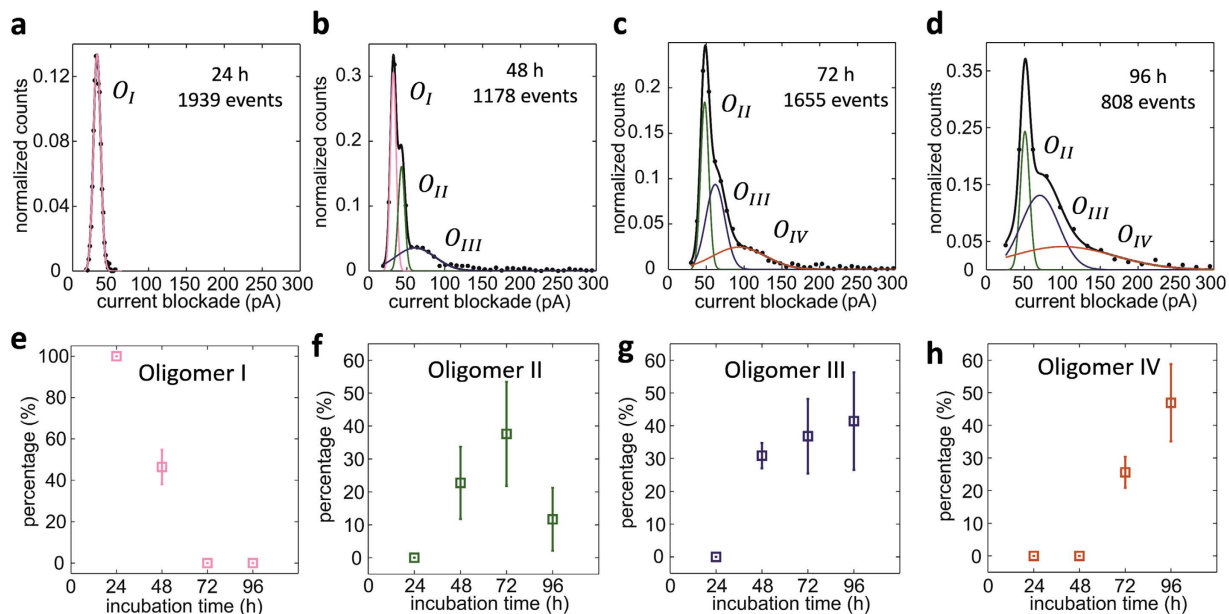 a
normalized counts
0.12
0.08
0.04
0
24 h
1939 events
O_I
0 50 100 150 200 250 300
current blockade (pA)
b
normalized counts
0.3
0.2
0.1
0
48 h
1178 events
O_I
O_II
O_III
0 50 100 150 200 250 300
current blockade (pA)
c
normalized counts
0.2
0.15
0.1
0.05
0
72 h
1655 events
O_II
O_III
O_IV
0 50 100 150 200 250 300
current blockade (pA)
d
normalized counts
0.35
0.25
0.15
0.05
0
96 h
808 events
O_II
O_III
O_IV
0 50 100 150 200 250 300
current blockade (pA)
e
percentage (%)
100
80
60
40
20
0
Oligomer I
0 24 48 72 96
incubation time (h)
f
percentage (%)
60
50
40
30
20
10
0
Oligomer II
0 24 48 72 96
incubation time (h)
g
percentage (%)
60
50
40
30
20
10
0
Oligomer III
0 24 48 72 96
incubation time (h)
h
percentage (%)
60
50
40
30
20
10
0
Oligomer IV
0 24 48 72 96
incubation time (h)